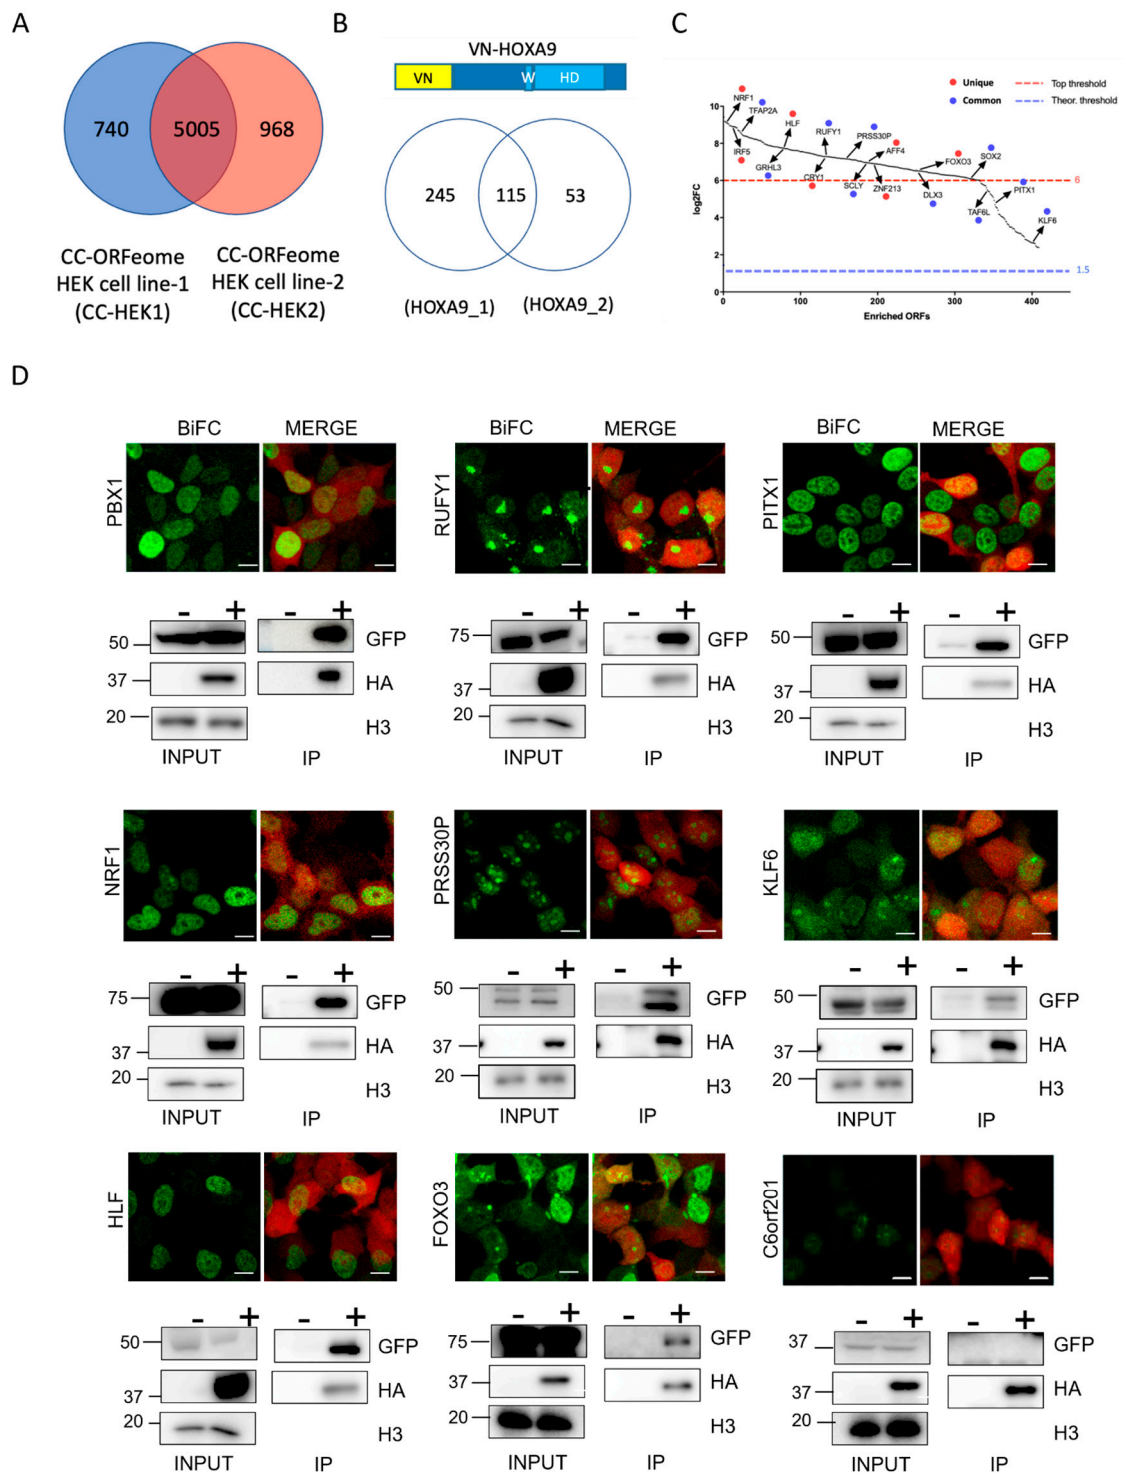 A
740
5005
968
CC-ORFeome
HEK cell line-1
(CC-HEK1)
CC-ORFeome
HEK cell line-2
(CC-HEK2)
B
VN-HOXA9
VN
W
HD
245
115
53
(HOXA9_1)
(HOXA9_2)
C
Unique
Common
Top threshold
Theor. threshold
log2FC
10
8
6
4
2
0
0
100
200
300
400
Enriched ORFs
6
1.5
NRF1
TFAP2A
HLF
RUFY1
PRSS30P
AFF4
FOXO3
SOX2
IRF5
GRHL3
CRY1
SCLY
ZNF213
DLX3
TAF6L
PITX1
KLF6
D
BiFC MERGE
PBX1
- + - +
50 GFP
37 HA
20 H3
INPUT IP
BiFC MERGE
RUFY1
- + - +
75 GFP
37 HA
20 H3
INPUT IP
BiFC MERGE
PITX1
- + - +
50 GFP
37 HA
20 H3
INPUT IP
NRF1
- + - +
75 GFP
37 HA
20 H3
INPUT IP
PRSS30P
- + - +
50 GFP
37 HA
20 H3
INPUT IP
KLF6
- + - +
50 GFP
37 HA
20 H3
INPUT IP
HLF
- + - +
50 GFP
37 HA
20 H3
INPUT IP
FOXO3
- + - +
75 GFP
37 HA
20 H3
INPUT IP
C6orf201
- + - +
37 GFP
37 HA
20 H3
INPUT IP